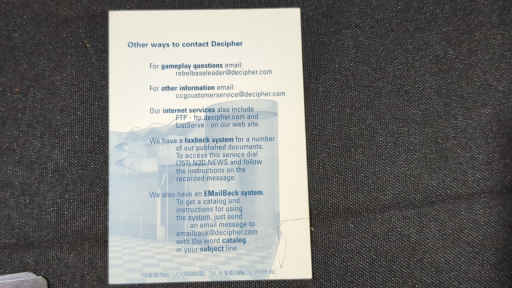 Other ways to contact Decipher
For gameplay questions email:
rebelbaseleader@decipher.com
For other information email:
ccgcustomerservice@decipher.com
Our internet services also include
FTP - ftp.decipher.com and
ListServe - on our web site.
We have a faxback system for a number
of our published documents.
To access this service dial
(757) N2D-NEWS and follow
the instructions on the
recorded message.
We also have an EMailBack system.
To get a catalog and
instructions for using
the system, just send
an email message to
emailback@decipher.com
with the word catalog
in your subject line.